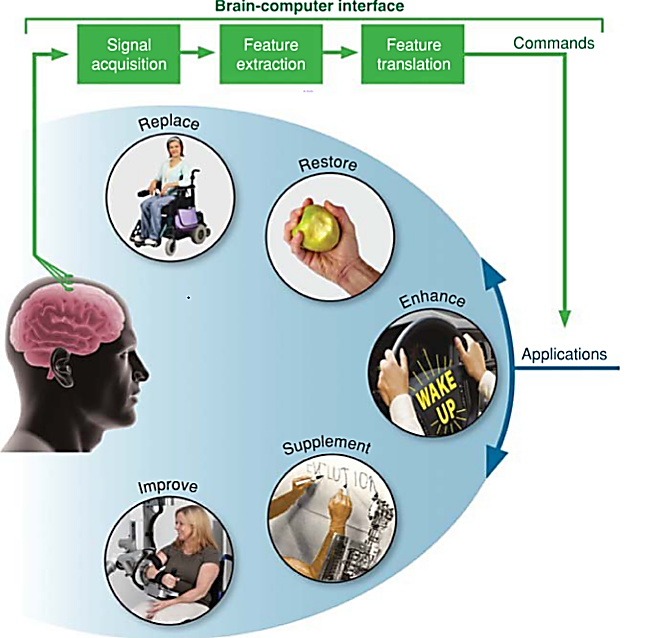 Brain-computer interface
Signal
acquisition
Feature
extraction
Feature
translation
Commands
Replace
Restore
Enhance
WAKE
UP
Applications
Supplement
Improve